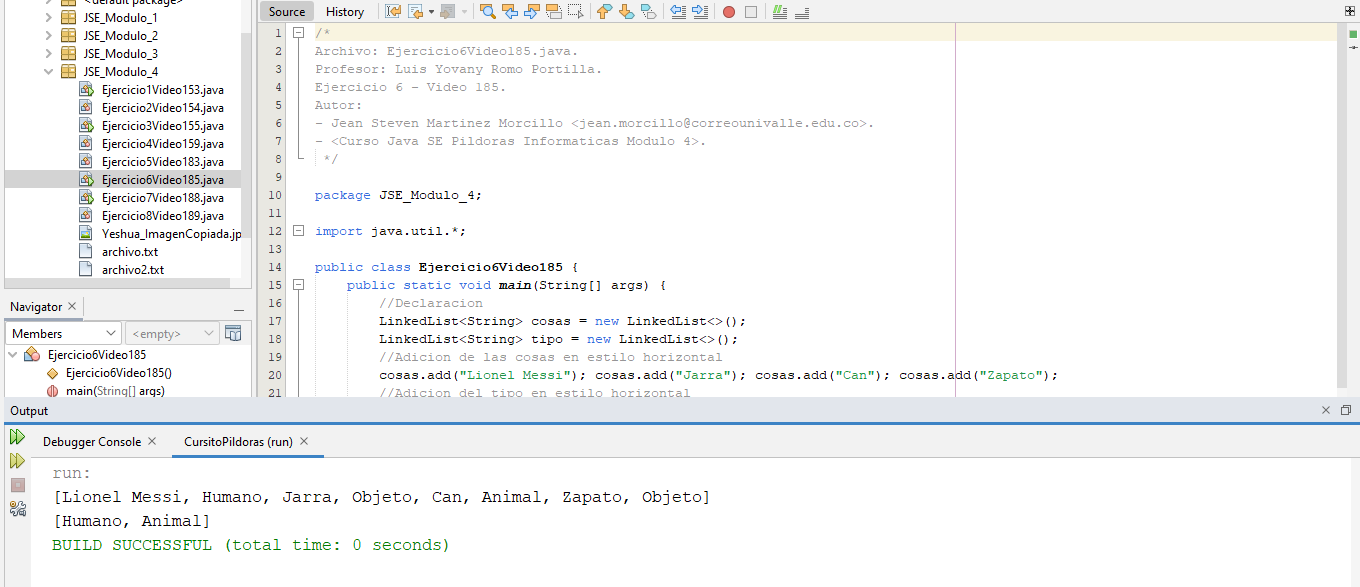 <default package>
JSE_Modulo_1
JSE_Modulo_2
JSE_Modulo_3
JSE_Modulo_4
Ejercicio1Video153.java
Ejercicio2Video154.java
Ejercicio3Video155.java
Ejercicio4Video159.java
Ejercicio5Video183.java
Ejercicio6Video185.java
Ejercicio7Video188.java
Ejercicio8Video189.java
Yeshua_ImagenCopiada.jp
archivo.txt
archivo2.txt
Navigator
Members
<empty>
Ejercicio6Video185
Ejercicio6Video185()
main(String[] args)
Source History
1 /*
2 Archivo: Ejercicio6Video185.java.
3 Profesor: Luis Yovany Romo Portilla.
4 Ejercicio 6 - Video 185.
5 Autor:
6 - Jean Steven Martinez Morcillo <jean.morcillo@correounivalle.edu.co>.
7 - <Curso Java SE Pildoras Informaticas Modulo 4>.
8 */
9
10 package JSE_Modulo_4;
11
12 import java.util.*;
13
14 public class Ejercicio6Video185 {
15 public static void main(String[] args) {
16 //Declaracion
17 LinkedList<String> cosas = new LinkedList<>();
18 LinkedList<String> tipo = new LinkedList<>();
19 //Adicion de las cosas en estilo horizontal
20 cosas.add("Lionel Messi"); cosas.add("Jarra"); cosas.add("Can"); cosas.add("Zapato");
21 //Adicion del tipo en estilo horizontal
Output
Debugger Console CursitoPildoras (run)
run:
[Lionel Messi, Humano, Jarra, Objeto, Can, Animal, Zapato, Objeto]
[Humano, Animal]
BUILD SUCCESSFUL (total time: 0 seconds)